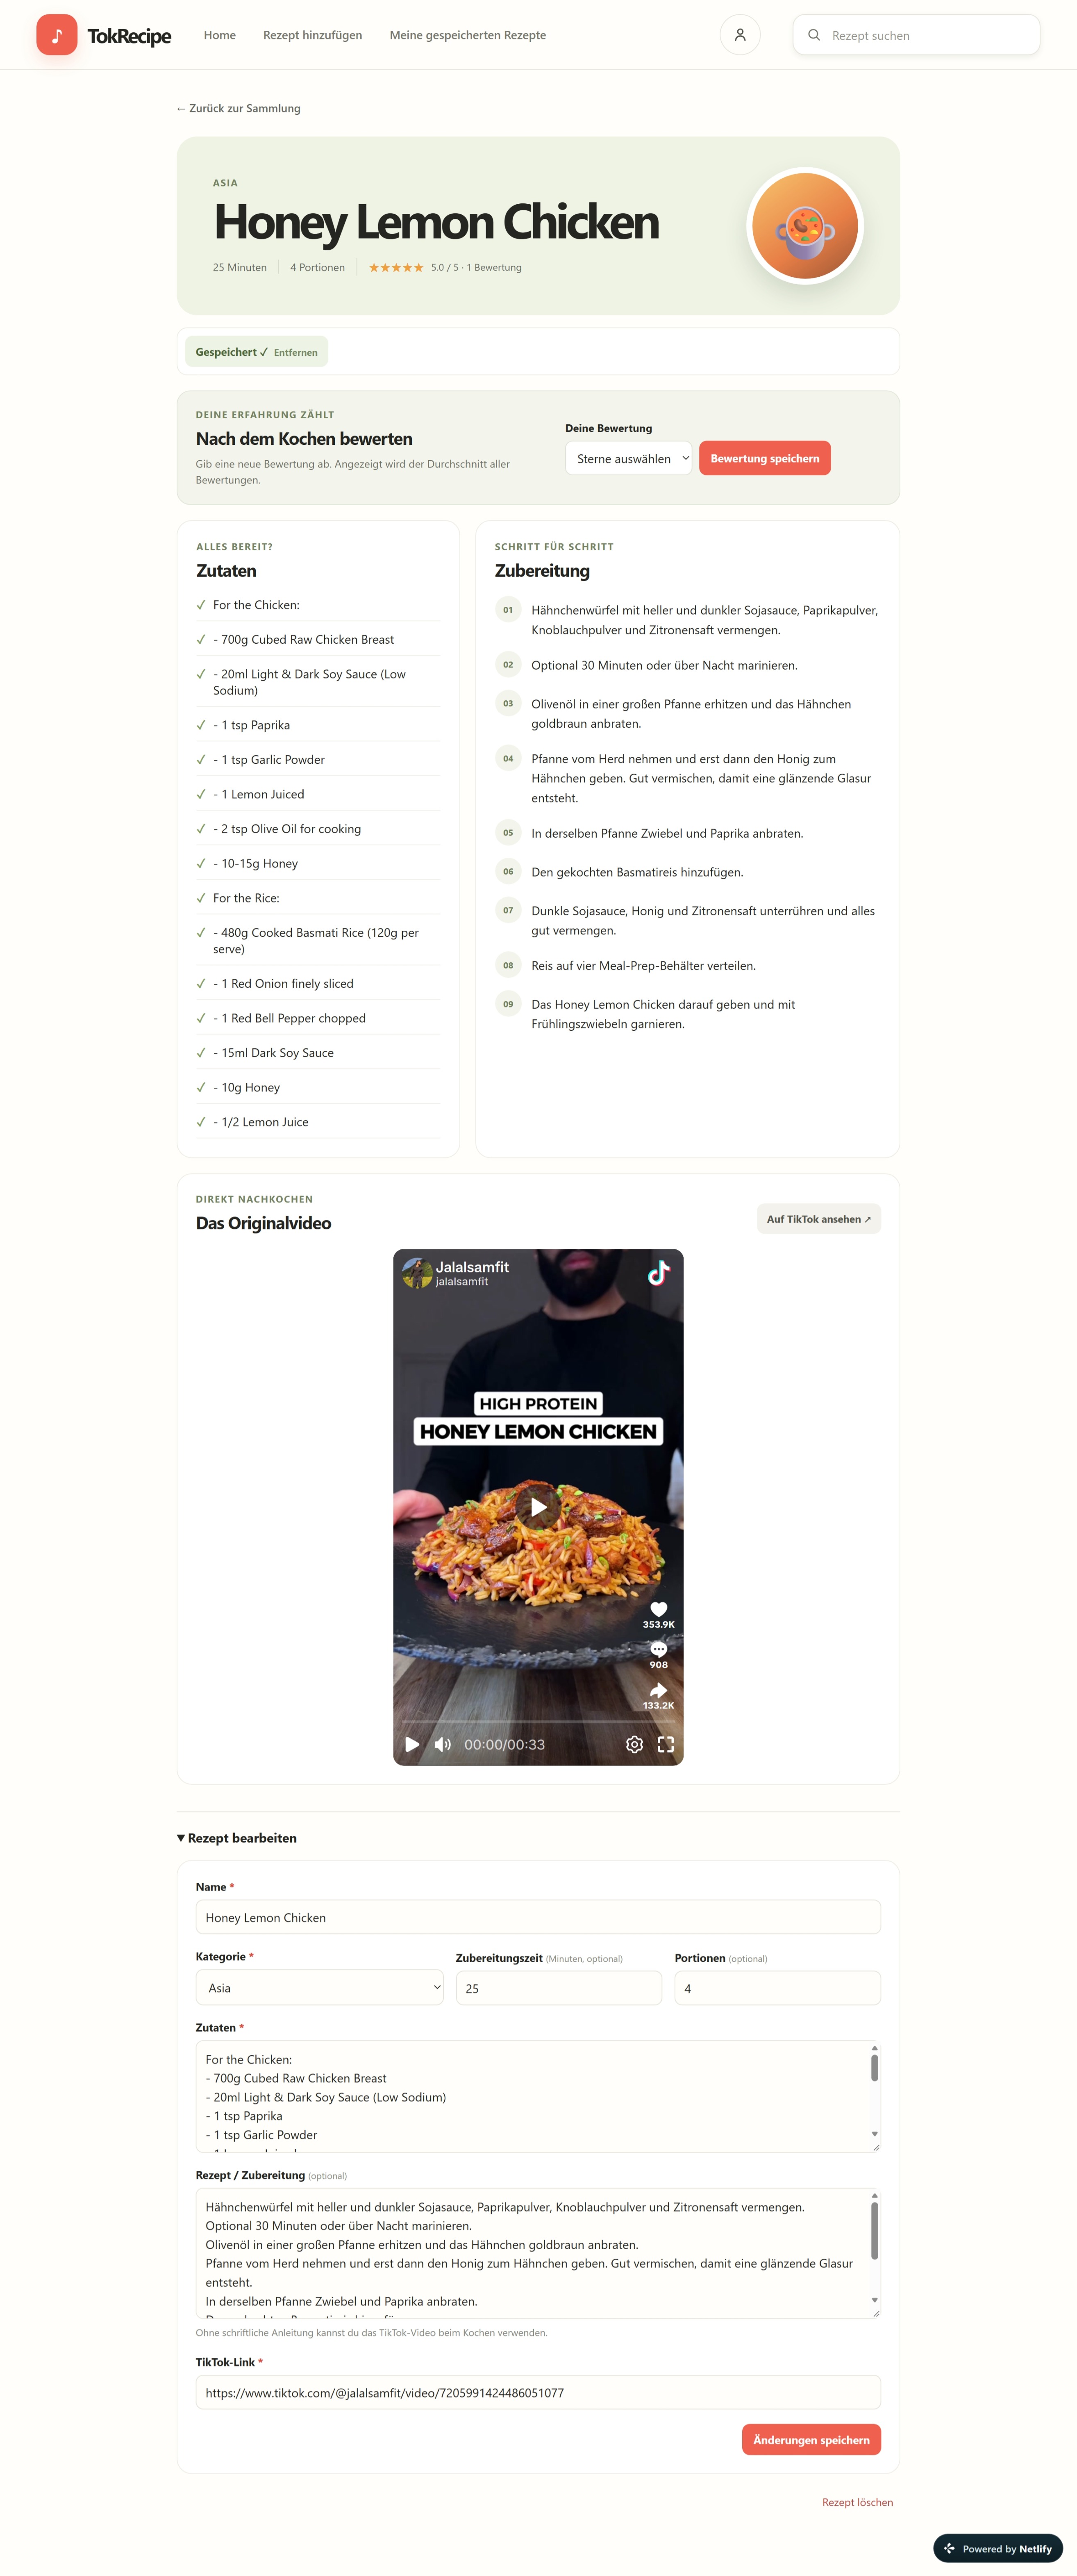 TokRecipe
Home
Rezept hinzufügen
Meine gespeicherten Rezepte
Rezept suchen
← Zurück zur Sammlung
ASIA
Honey Lemon Chicken
25 Minuten
4 Portionen
★★★★★ 5.0 / 5 · 1 Bewertung
Gespeichert ✓ Entfernen
DEINE ERFAHRUNG ZÄHLT
Nach dem Kochen bewerten
Gib eine neue Bewertung ab. Angezeigt wird der Durchschnitt aller
Bewertungen.
Deine Bewertung
Sterne auswählen
Bewertung speichern
ALLES BEREIT?
Zutaten
✓ For the Chicken:
✓ - 700g Cubed Raw Chicken Breast
✓ - 20ml Light & Dark Soy Sauce (Low
Sodium)
✓ - 1 tsp Paprika
✓ - 1 tsp Garlic Powder
✓ - 1 Lemon Juiced
✓ - 2 tsp Olive Oil for cooking
✓ - 10-15g Honey
✓ For the Rice:
✓ - 480g Cooked Basmati Rice (120g per
serve)
✓ - 1 Red Onion finely sliced
✓ - 1 Red Bell Pepper chopped
✓ - 15ml Dark Soy Sauce
✓ - 10g Honey
✓ - 1/2 Lemon Juice
SCHRITT FÜR SCHRITT
Zubereitung
01 Hähnchenwürfel mit heller und dunkler Sojasauce, Paprikapulver,
Knoblauchpulver und Zitronensaft vermengen.
02 Optional 30 Minuten oder über Nacht marinieren.
03 Olivenöl in einer großen Pfanne erhitzen und das Hähnchen
goldbraun anbraten.
04 Pfanne vom Herd nehmen und erst dann den Honig zum
Hähnchen geben. Gut vermischen, damit eine glänzende Glasur
entsteht.
05 In derselben Pfanne Zwiebel und Paprika anbraten.
06 Den gekochten Basmatireis hinzufügen.
07 Dunkle Sojasauce, Honig und Zitronensaft unterrühren und alles
gut vermengen.
08 Reis auf vier Meal-Prep-Behälter verteilen.
09 Das Honey Lemon Chicken darauf geben und mit
Frühlingszwiebeln garnieren.
DIREKT NACHKOCHEN
Das Originalvideo
Auf TikTok ansehen ↗
Jalalsamfit
jalalsamfit
HIGH PROTEIN
HONEY LEMON CHICKEN
353.9K
908
133.2K
00:00/00:33
▼ Rezept bearbeiten
Name *
Honey Lemon Chicken
Kategorie *
Asia
Zubereitungszeit (Minuten, optional)
25
Portionen (optional)
4
Zutaten *
For the Chicken:
- 700g Cubed Raw Chicken Breast
- 20ml Light & Dark Soy Sauce (Low Sodium)
- 1 tsp Paprika
- 1 tsp Garlic Powder
Rezept / Zubereitung (optional)
Hähnchenwürfel mit heller und dunkler Sojasauce, Paprikapulver, Knoblauchpulver und Zitronensaft vermengen.
Optional 30 Minuten oder über Nacht marinieren.
Olivenöl in einer großen Pfanne erhitzen und das Hähnchen goldbraun anbraten.
Pfanne vom Herd nehmen und erst dann den Honig zum Hähnchen geben. Gut vermischen, damit eine glänzende Glasur
entsteht.
In derselben Pfanne Zwiebel und Paprika anbraten.
Ohne schriftliche Anleitung kannst du das TikTok-Video beim Kochen verwenden.
TikTok-Link *
https://www.tiktok.com/@jalalsamfit/video/7205991424486051077
Änderungen speichern
Rezept löschen
Powered by Netlify